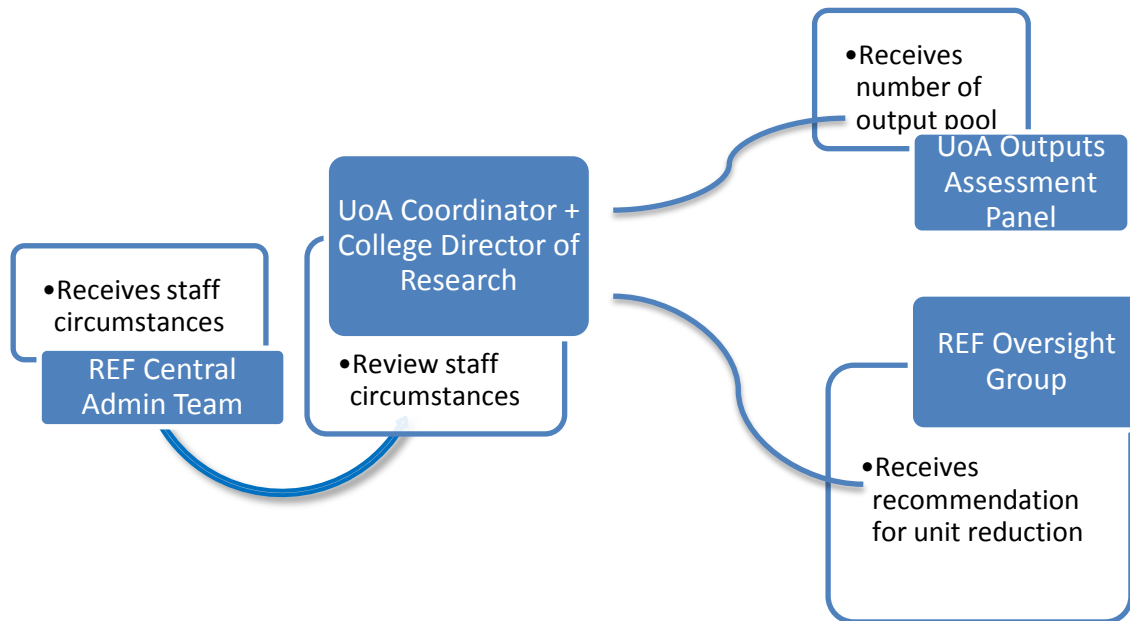 •Receives staff
circumstances
REF Central
Admin Team
UoA Coordinator +
College Director of
Research
•Review staff
circumstances
•Receives
number of
output pool
UoA Outputs
Assessment
Panel
REF Oversight
Group
•Receives
recommendation
for unit reduction